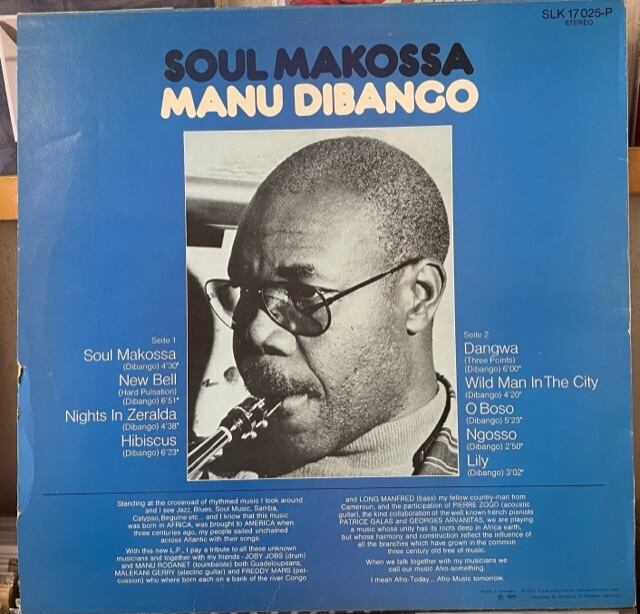 SLK 17 025-P
STEREO
SOUL MAKOSSA
MANU DIBANGO
Seite 1
Soul Makossa
(Dibango) 4'30"
New Bell
(Hard Pulsation)
(Dibango) 6'51"
Nights In Zeralda
(Dibango) 4'38"
Hibiscus
(Dibango) 6'23"
Seite 2
Dangwa
(Three Points)
(Dibango) 6'00"
Wild Man In The City
(Dibango) 4'20"
O Boso
(Dibango) 5'23"
Ngosso
(Dibango) 2'50"
Lily
(Dibango) 3'02"
Standing at the crossroad of rhythmed music I look around
and I see Jazz, Blues, Soul Music, Samba,
Calypso, Beguine etc... and I know that this music
was born in AFRICA, was brought to AMERICA when
three centuries ago, my people sailed unchained
across Atlantic with their songs.
With this new L.P., I pay a tribute to all these unknown
musicians and together with my friends - JOBY JOBS (drum)
and MANU RODANET (toumbaiste) both Guadeloupeans,
MALEKANI GERRY (electric guitar) and FREDDY MARS (per-
cussion) who where born each on a bank of the river Congo
and LONG MANFRED (bass) my fellow country-man from
Cameroun, and the participation of PIERRE ZOGO (acoustic
guitar), the kind collaboration of the well known french pianists
PATRICE GALAS and GEORGES ARVANITAS, we are playing
a music whose unity has its roots deep in Africa earth,
but whose harmony and construction reflect the influence of
all the branches which have grown in the common
three century old tree of music.
When we talk together with my musicians we
call our music Afro-something.
I mean Afro-Today... Afro-Music tomorrow.